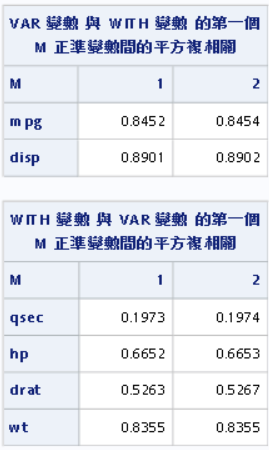 VAR 變數 與 WITH 變數 的第一個
M 正準變數間的平方複相關
M 1 2
mpg 0.8452 0.8454
disp 0.8901 0.8902
WITH 變數 與 VAR 變數 的第一個
M 正準變數間的平方複相關
M 1 2
qsec 0.1973 0.1974
hp 0.6652 0.6653
drat 0.5263 0.5267
wt 0.8355 0.8355